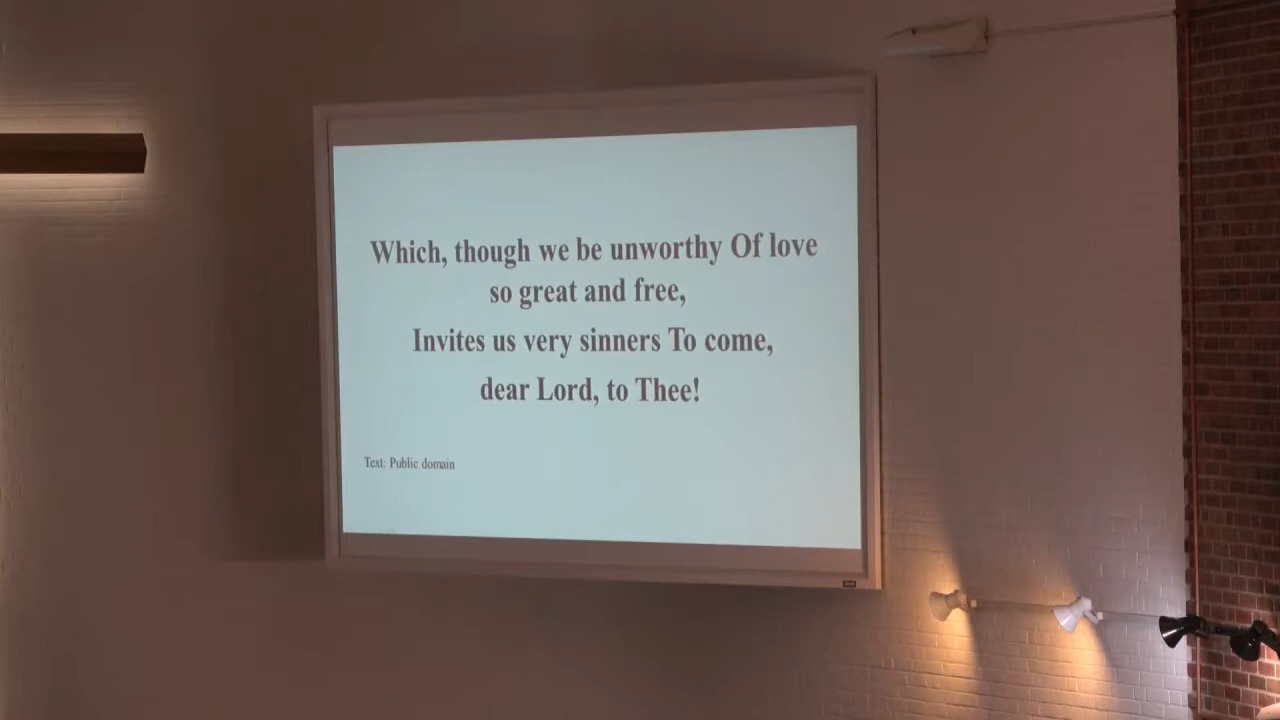 Which, though we be unworthy Of love
so great and free,
Invites us very sinners To come,
dear Lord, to Thee!
Text: Public domain